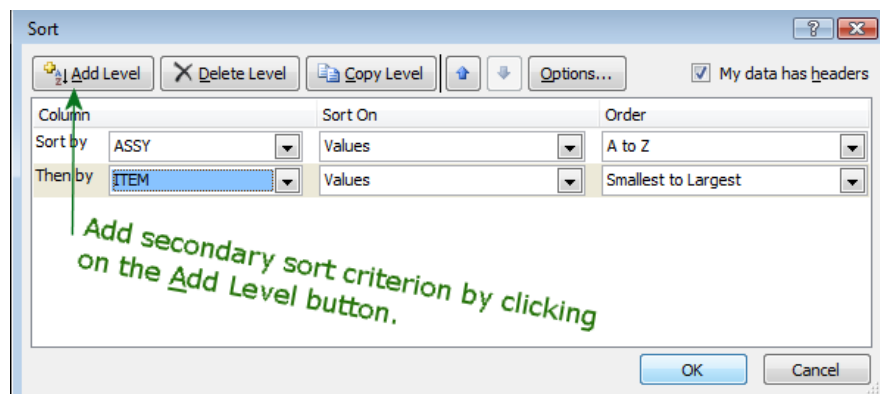 Sort
Add Level Delete Level Copy Level Options... My data has headers
Column Sort On Order
Sort by ASSY Values A to Z
Then by ITEM Values Smallest to Largest
Add secondary sort criterion by clicking
on the Add Level button.
OK Cancel